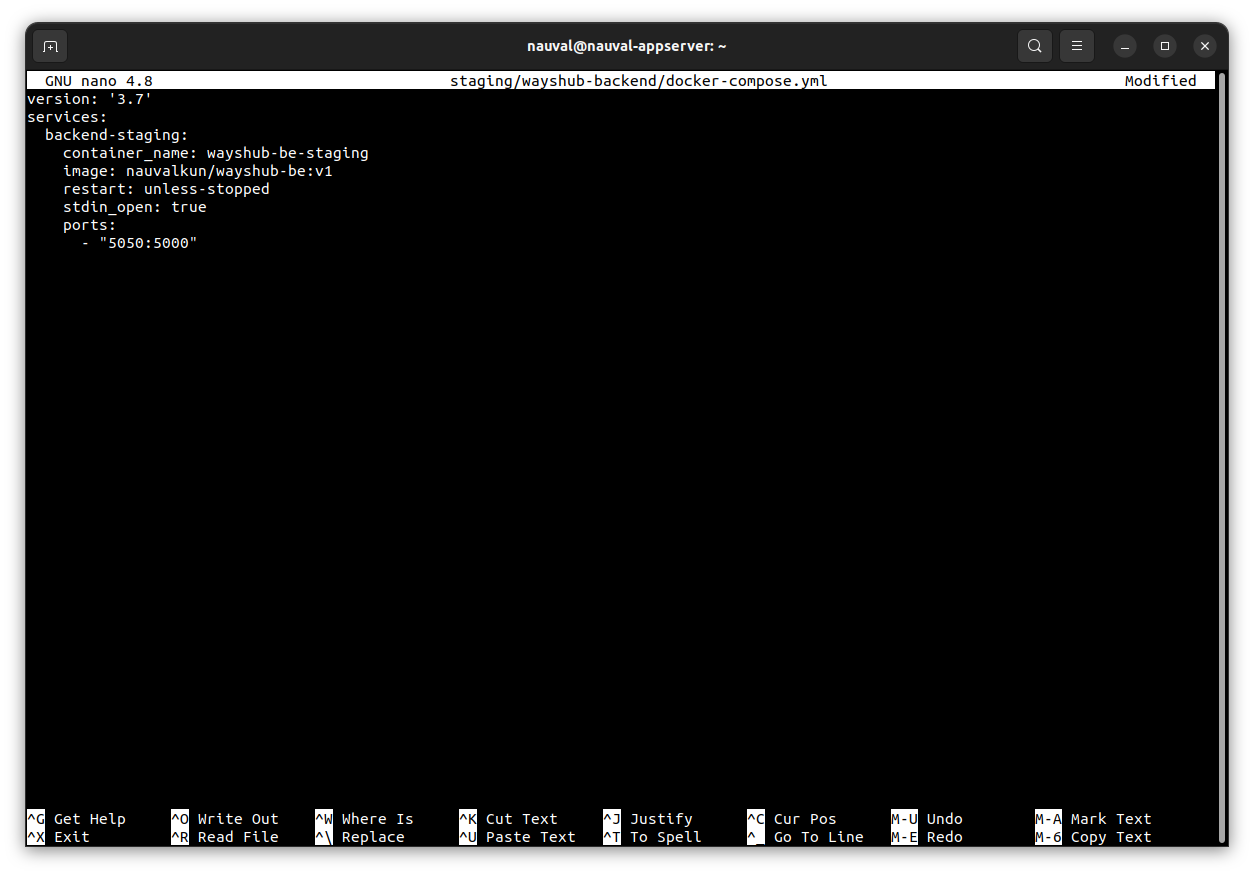 nauval@nauval-appserver: ~
GNU nano 4.8 staging/wayshub-backend/docker-compose.yml Modified
version: '3.7'
services:
  backend-staging:
    container_name: wayshub-be-staging
    image: nauvalkun/wayshub-be:v1
    restart: unless-stopped
    stdin_open: true
    ports:
      - "5050:5000"
^G Get Help ^O Write Out ^W Where Is ^K Cut Text ^J Justify ^C Cur Pos M-U Undo M-A Mark Text
^X Exit ^R Read File ^\ Replace ^U Paste Text ^T To Spell ^_ Go To Line M-E Redo M-6 Copy Text